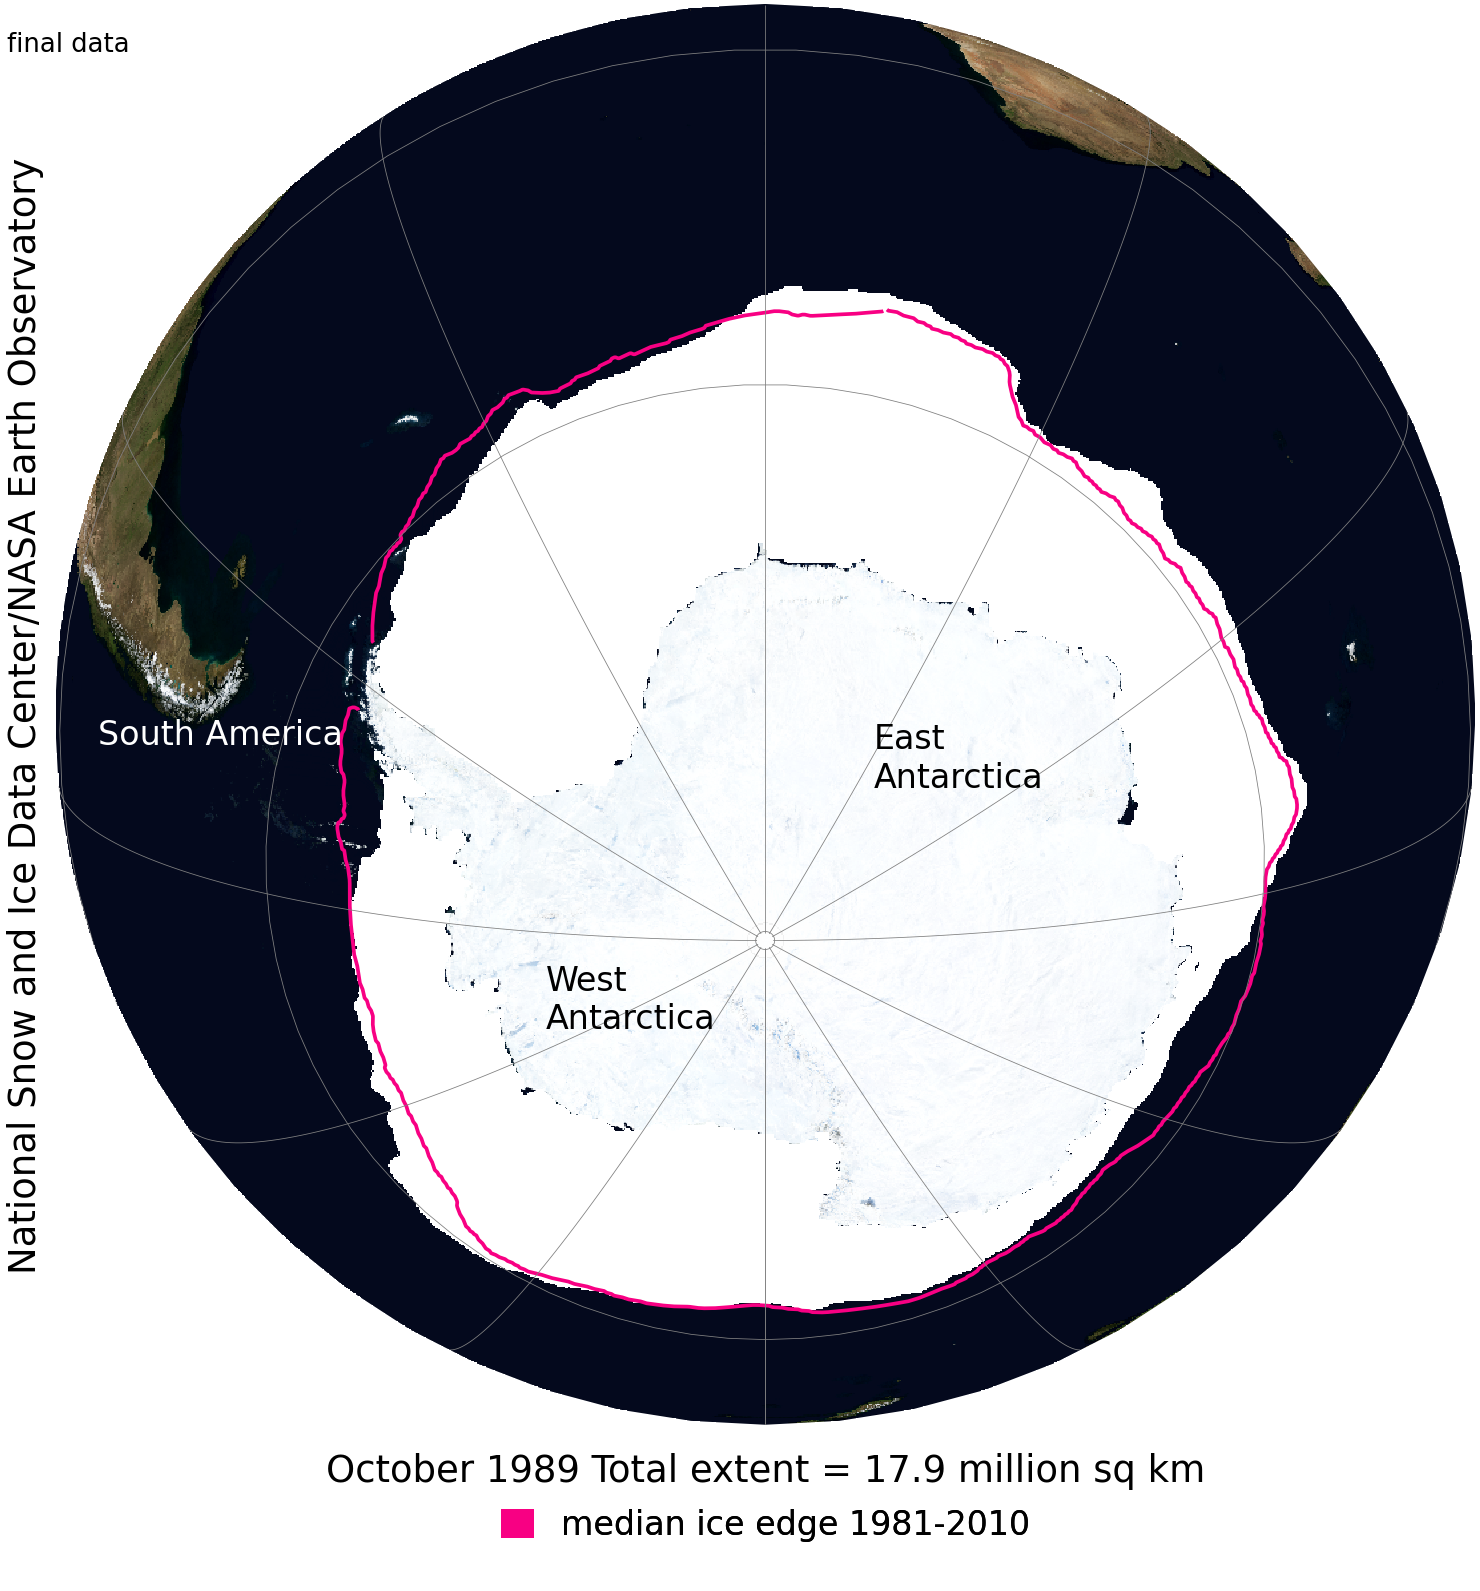 final data
National Snow and Ice Data Center/NASA Earth Observatory
South America
East
Antarctica
West
Antarctica
October 1989 Total extent = 17.9 million sq km
median ice edge 1981-2010